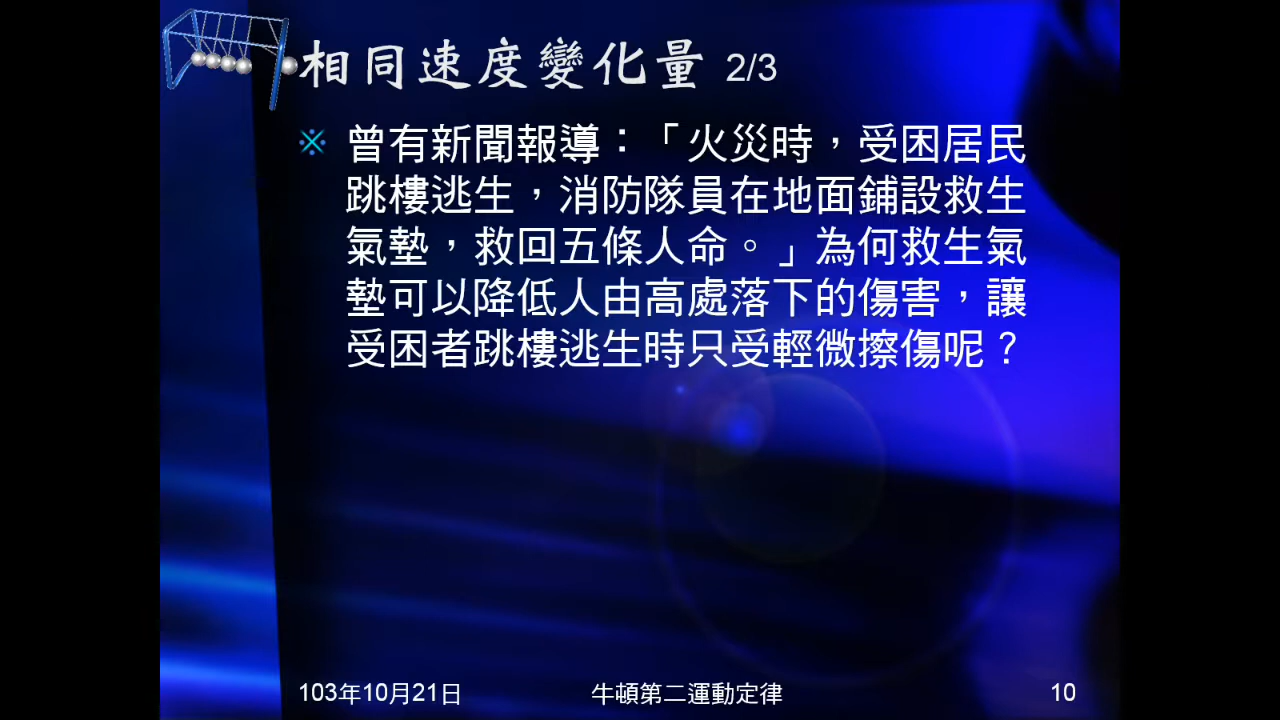 相同速度變化量 2/3
※ 曾有新聞報導：「火災時，受困居民
跳樓逃生，消防隊員在地面鋪設救生
氣墊，救回五條人命。」為何救生氣
墊可以降低人由高處落下的傷害，讓
受困者跳樓逃生時只受輕微擦傷呢？
103年10月21日
牛頓第二運動定律
10